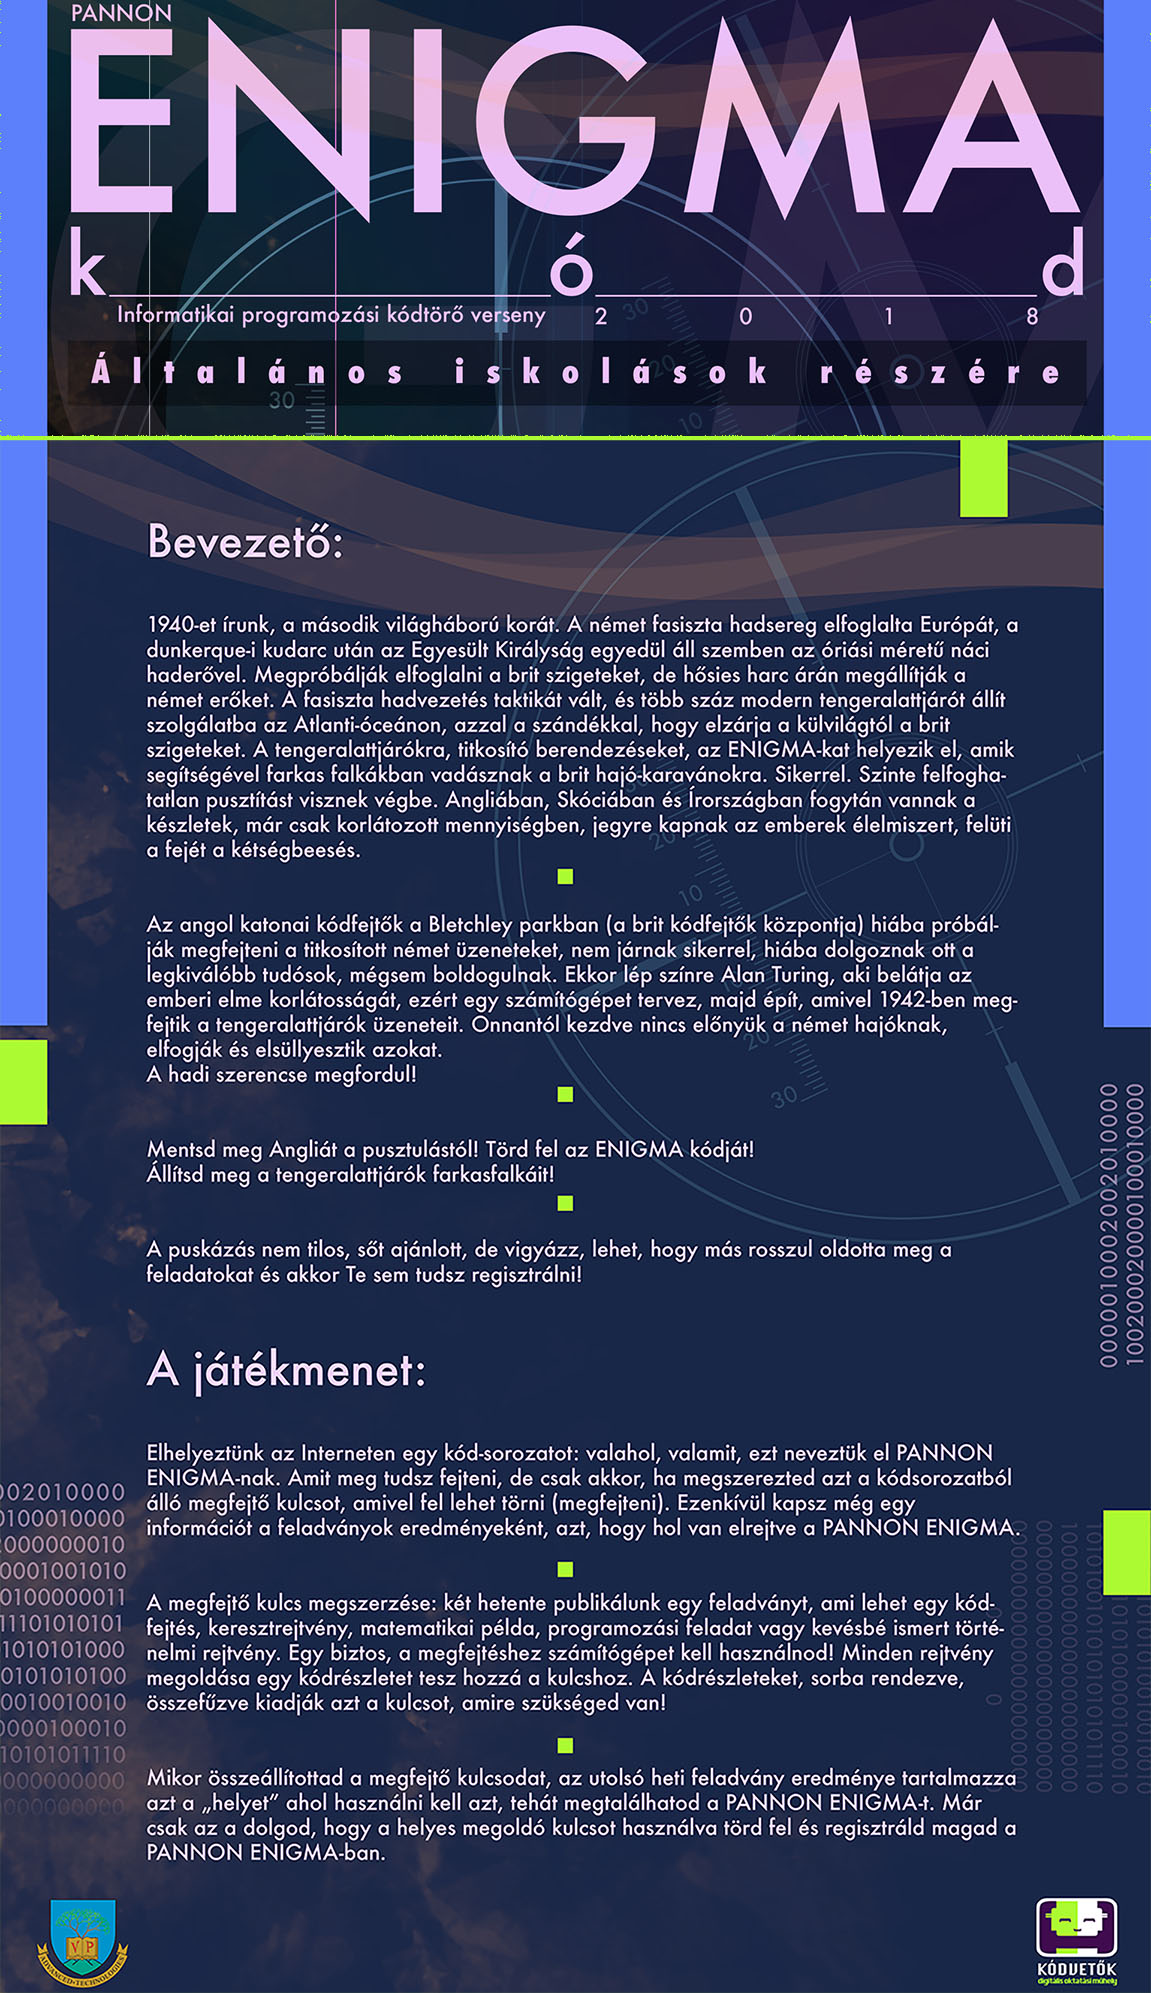 PANNON
ENIGMA
k ó d
Informatikai programozási kódtörő verseny 2 0 1 8
Általános iskolások részére
30
Bevezető:
1940-et írunk, a második világháború korát. A német fasiszta hadsereg elfoglalta Európát, a
dunkerque-i kudarc után az Egyesült Királyság egyedül áll szemben az óriási méretű náci
haderővel. Megpróbálják elfoglalni a brit szigeteket, de hősies harc árán megállítják a
német erőket. A fasiszta hadvezetés taktikát vált, és több száz modern tengeralattjárót állít
szolgálatba az Atlanti-óceánon, azzal a szándékkal, hogy elzárja a külvilágtól a brit
szigeteket. A tengeralattjárókra, titkosító berendezéseket, az ENIGMA-kat helyezik el, amik
segítségével farkas falkákban vadásznak a brit hajó-karavánokra. Sikerrel. Szinte felfogha-
tatlan pusztítást visznek végbe. Angliában, Skóciában és Írországban fogytán vannak a
készletek, már csak korlátozott mennyiségben, jegyre kapnak az emberek élelmiszert, felüti
a fejét a kétségbeesés.
Az angol katonai kódfejtők a Bletchley parkban (a brit kódfejtők központja) hiába próbál-
ják megfejteni a titkosított német üzeneteket, nem járnak sikerrel, hiába dolgoznak ott a
legkiválóbb tudósok, mégsem boldogulnak. Ekkor lép színre Alan Turing, aki belátja az
emberi elme korlátosságát, ezért egy számítógépet tervez, majd épít, amivel 1942-ben meg-
fejtik a tengeralattjárók üzeneteit. Onnantól kezdve nincs előnyük a német hajóknak,
elfogják és elsüllyesztik azokat.
A hadi szerencse megfordul!
Mentsd meg Angliát a pusztulástól! Törd fel az ENIGMA kódját!
Állítsd meg a tengeralattjárók farkasfalkáit!
A puskázás nem tilos, sőt ajánlott, de vigyázz, lehet, hogy más rosszul oldotta meg a
feladatokat és akkor Te sem tudsz regisztrálni!
A játékmenet:
Elhelyeztünk az Interneten egy kód-sorozatot: valahol, valamit, ezt neveztük el PANNON
ENIGMA-nak. Amit meg tudsz fejteni, de csak akkor, ha megszerezted azt a kódsorozatból
álló megfejtő kulcsot, amivel fel lehet törni (megfejteni). Ezenkívül kapsz még egy
információt a feladványok eredményeként, azt, hogy hol van elrejtve a PANNON ENIGMA.
A megfejtő kulcs megszerzése: két hetente publikálunk egy feladványt, ami lehet egy kód-
fejtés, keresztrejtvény, matematikai példa, programozási feladat vagy kevésbé ismert törté-
nelmi rejtvény. Egy biztos, a megfejtéshez számítógépet kell használnod! Minden rejtvény
megoldása egy kódrészletet tesz hozzá a kulcshoz. A kódrészleteket, sorba rendezve,
összefűzve kiadják azt a kulcsot, amire szükséged van!
Mikor összeállítottad a megfejtő kulcsodat, az utolsó heti feladvány eredménye tartalmazza
azt a „helyet” ahol használni kell azt, tehát megtalálhatod a PANNON ENIGMA-t. Már
csak az a dolgod, hogy a helyes megoldó kulcsot használva törd fel és regisztráld magad a
PANNON ENIGMA-ban.
VP
ADVANCED TECHNOLOGIES
KÓDVETŐK
digitális oktatási műhely